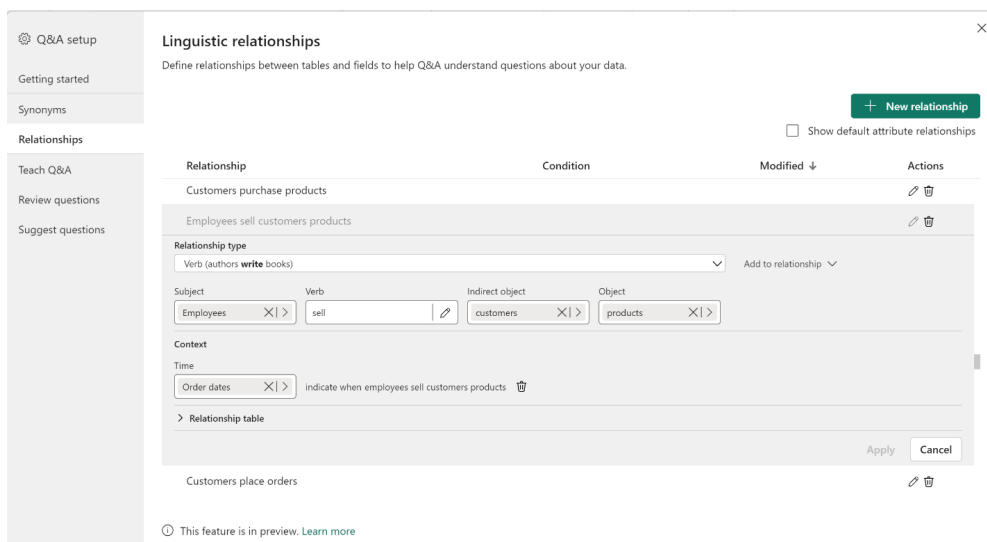 Q&A setup
Getting started
Synonyms
Relationships
Teach Q&A
Review questions
Suggest questions
Linguistic relationships
Define relationships between tables and fields to help Q&A understand questions about your data.
+ New relationship
Show default attribute relationships
Relationship Condition Modified ↓ Actions
Customers purchase products
Employees sell customers products
Relationship type
Verb (authors write books) Add to relationship
Subject Verb Indirect object Object
Employees sell customers products
Context
Time
Order dates indicate when employees sell customers products
Relationship table
Apply Cancel
Customers place orders
This feature is in preview. Learn more